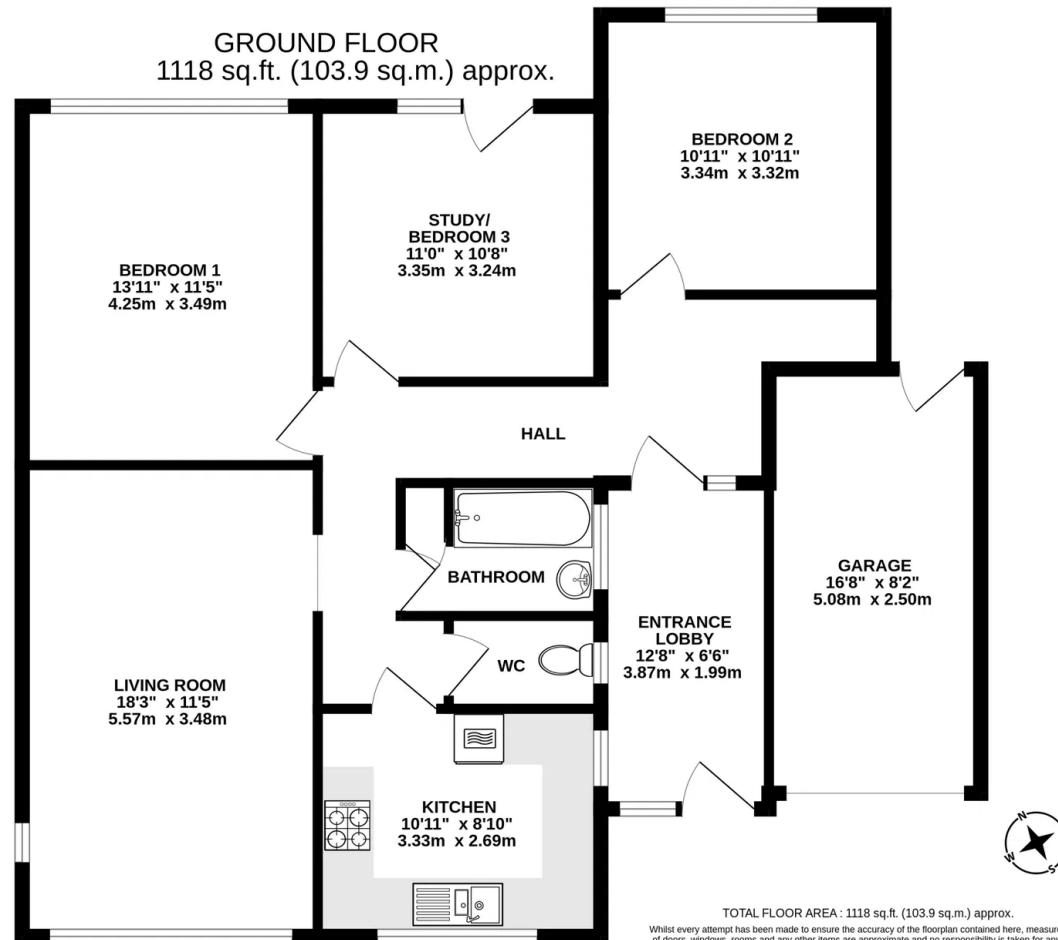 GROUND FLOOR
1118 sq.ft. (103.9 sq.m.) approx.
BEDROOM 2
10'11" x 10'11"
3.34m x 3.32m
STUDY/
BEDROOM 3
11'0" x 10'8"
3.35m x 3.24m
BEDROOM 1
13'11" x 11'5"
4.25m x 3.49m
HALL
BATHROOM
GARAGE
16'8" x 8'2"
5.08m x 2.50m
ENTRANCE
LOBBY
12'8" x 6'6"
3.87m x 1.99m
WC
LIVING ROOM
18'3" x 11'5"
5.57m x 3.48m
KITCHEN
10'11" x 8'10"
3.33m x 2.69m
N
W
S
TOTAL FLOOR AREA : 1118 sq.ft. (103.9 sq.m.) approx.
Whilst every attempt has been made to ensure the accuracy of the floorplan contained here,
of doors, windows, rooms and any other items are approximate and no responsibility is taken for